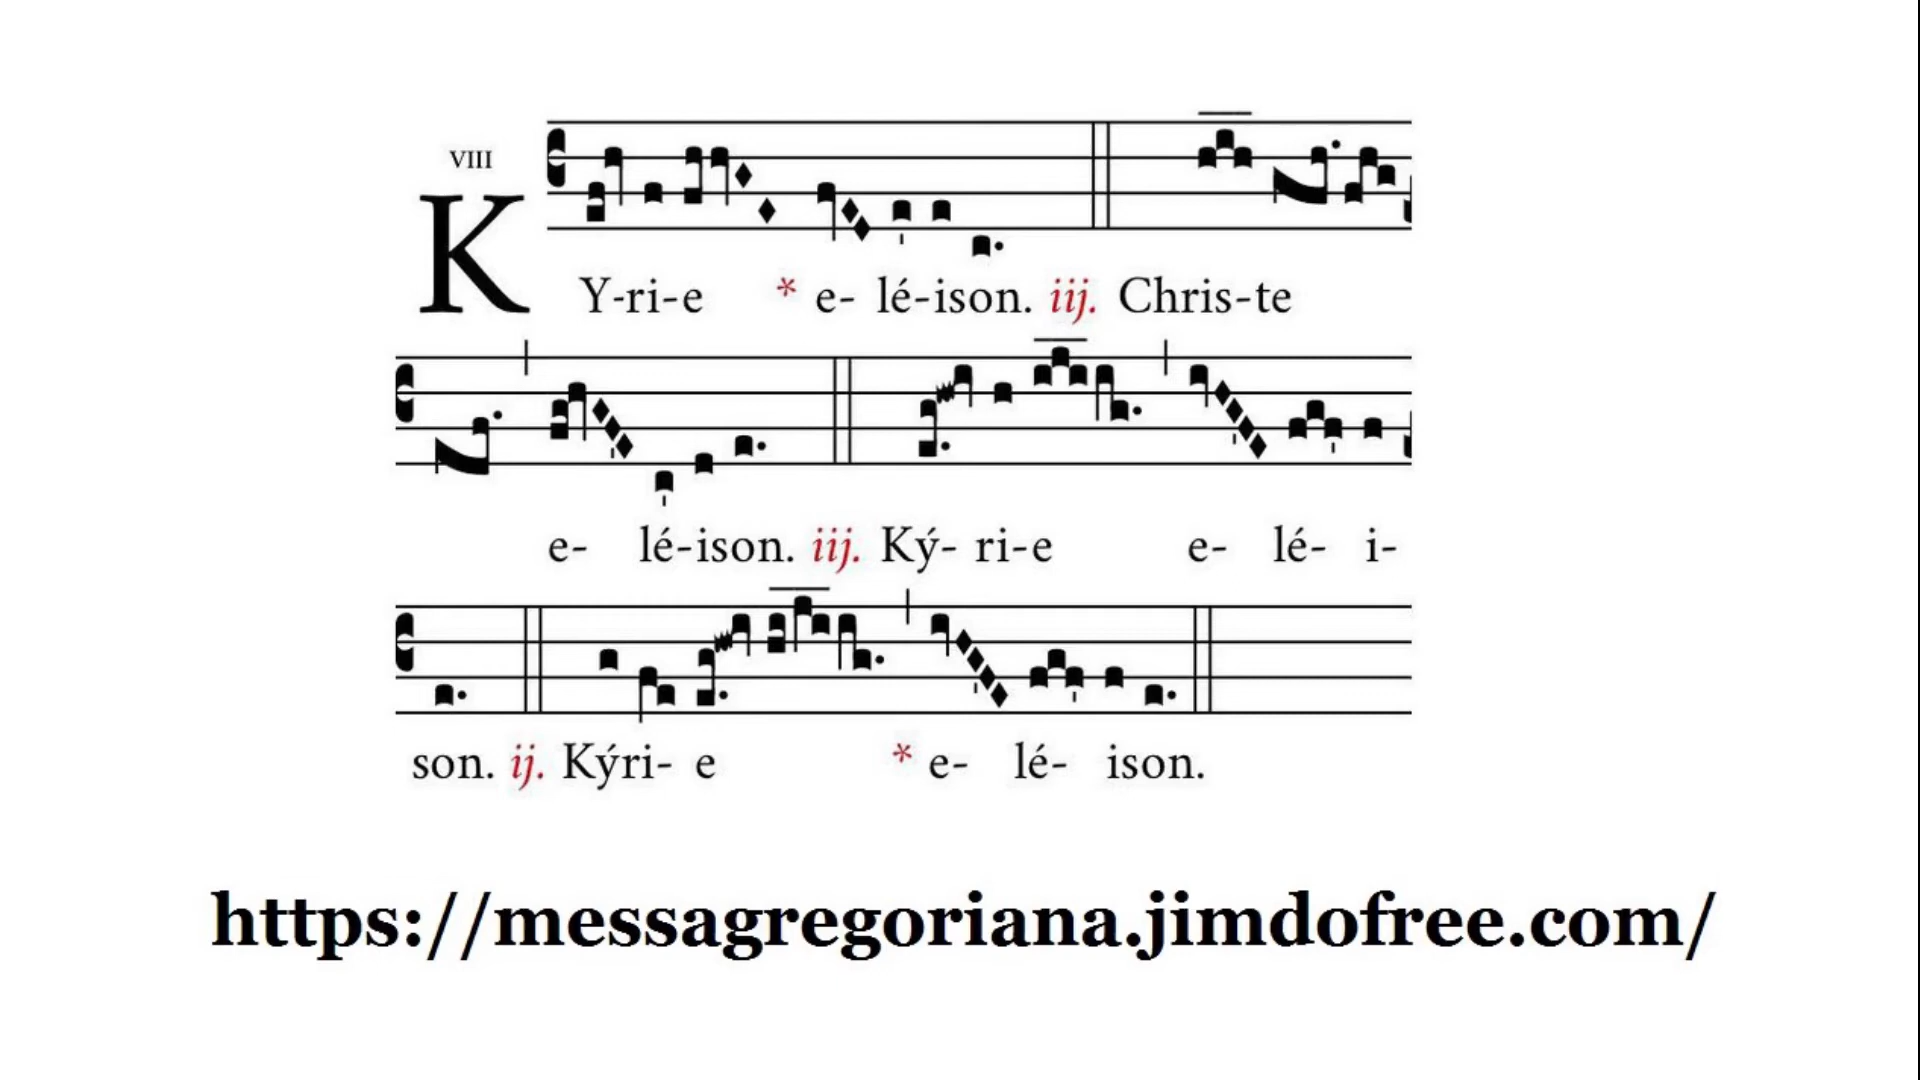 VIII
KY-ri-e * e- lé-ison. iij. Chris-te
e- lé-ison. iij. Ký- ri-e e- lé- i-
son. ij. Kýri- e * e- lé- ison.
https://messagregoriana.jimdofree.com/